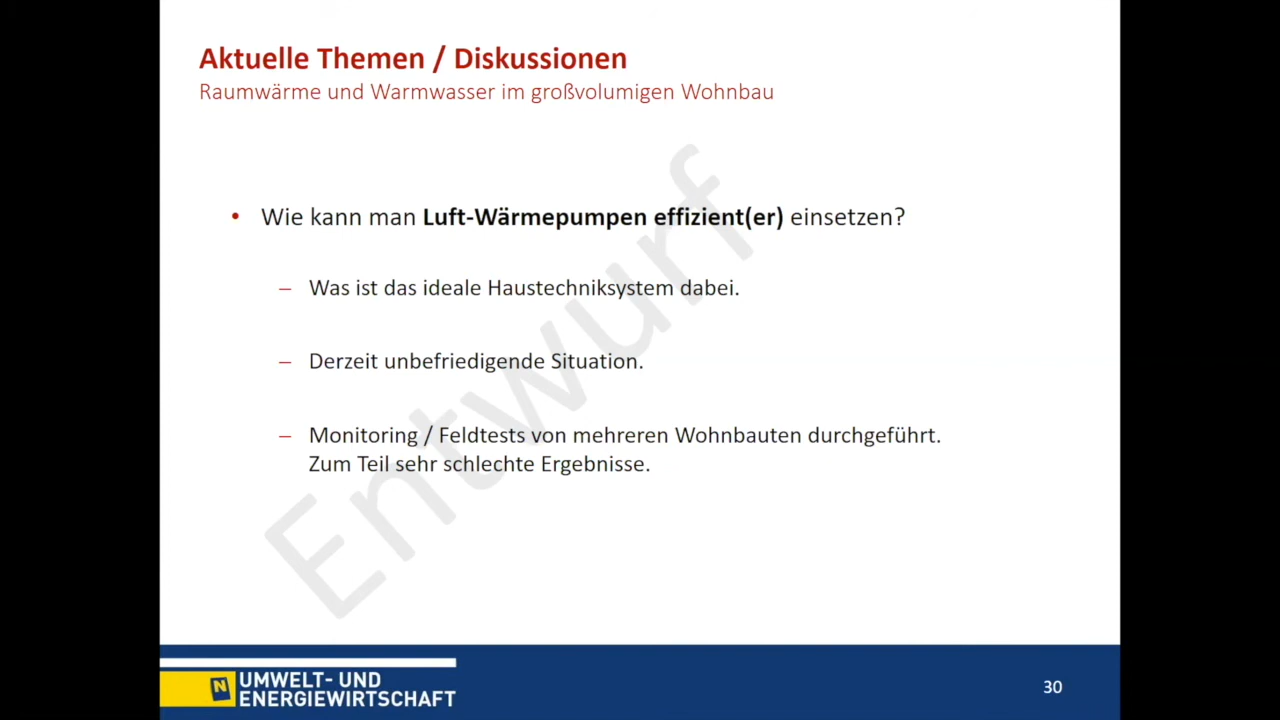 Aktuelle Themen / Diskussionen
Raumwärme und Warmwasser im großvolumigen Wohnbau
• Wie kann man Luft-Wärmepumpen effizient(er) einsetzen?
– Was ist das ideale Haustechniksystem dabei.
– Derzeit unbefriedigende Situation.
– Monitoring / Feldtests von mehreren Wohnbauten durchgeführt.
Zum Teil sehr schlechte Ergebnisse.
Entwurf
N
UMWELT- UND
ENERGIEWIRTSCHAFT
30